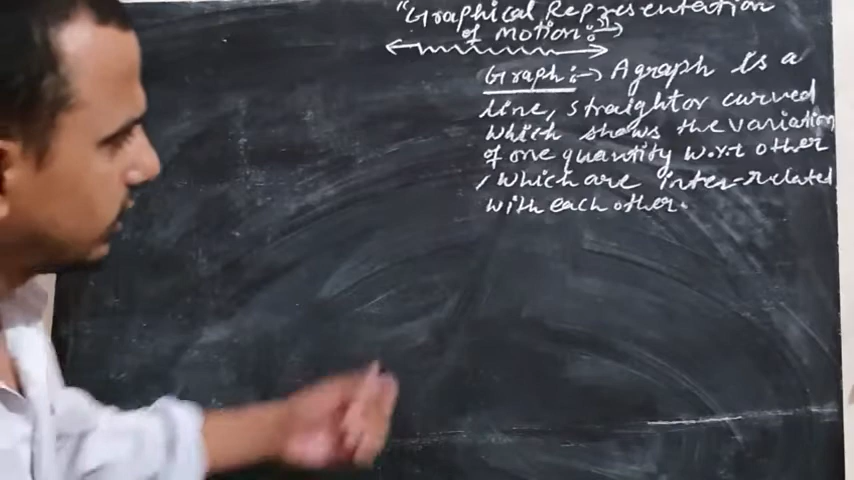 "Graphical Representation
of motion":→
Graph:→ A graph is a
line, straight or curved
which shows the variation
of one quantity w.r.t other
, which are inter-related
with each other.